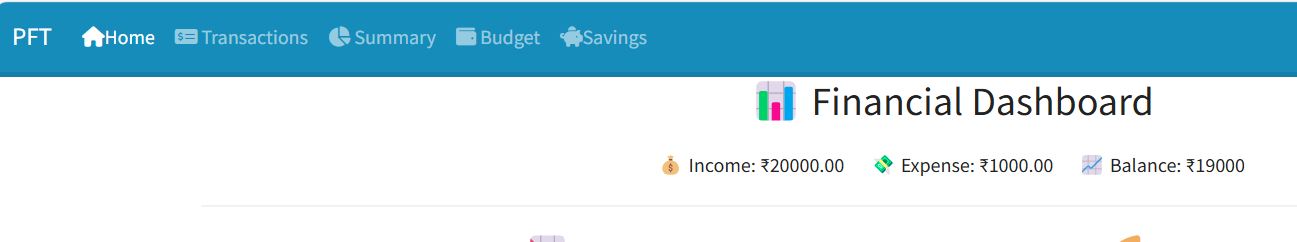 PFT Home Transactions Summary Budget Savings
Financial Dashboard
Income: ₹20000.00 Expense: ₹1000.00 Balance: ₹19000